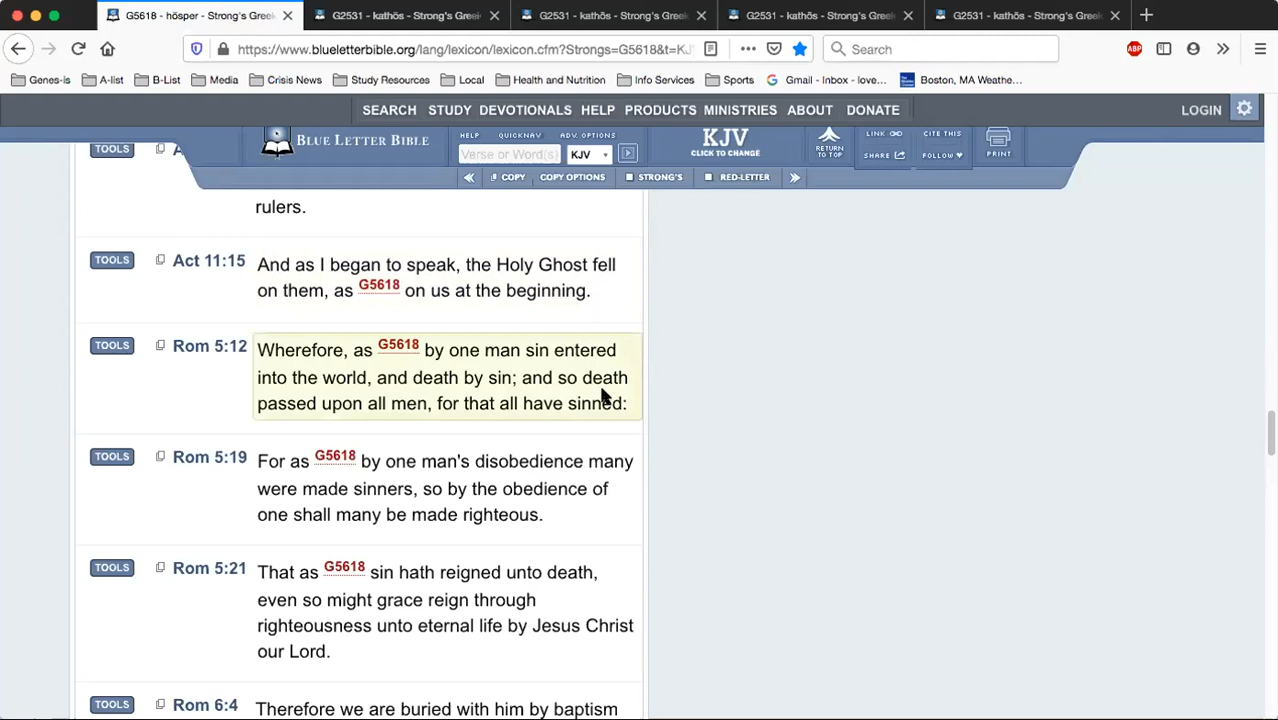 G5618 - hōsper - Strong's Greek
G2531 - kathōs - Strong's Greek
G2531 - kathōs - Strong's Greek
G2531 - kathōs - Strong's Greek
G2531 - kathōs - Strong's Greek
https://www.blueletterbible.org/lang/lexicon/lexicon.cfm?Strongs=G5618&t=KJ
Search
ABP
Genes-is
A-list
B-List
Media
Crisis News
Study Resources
Local
Health and Nutrition
Info Services
Sports
Gmail - Inbox - love...
Boston, MA Weathe...
SEARCH STUDY DEVOTIONALS HELP PRODUCTS MINISTRIES ABOUT DONATE
LOGIN
BLUE LETTER BIBLE
HELP QUICKNAV ADV. OPTIONS
Verse or Word(s)
KJV
KJV
CLICK TO CHANGE
RETURN
TO TOP
LINK
SHARE
CITE THIS
FOLLOW
PRINT
COPY COPY OPTIONS STRONG'S RED-LETTER
TOOLS
rulers.
TOOLS Act 11:15 And as I began to speak, the Holy Ghost fell
on them, as G5618 on us at the beginning.
TOOLS Rom 5:12 Wherefore, as G5618 by one man sin entered
into the world, and death by sin; and so death
passed upon all men, for that all have sinned:
TOOLS Rom 5:19 For as G5618 by one man's disobedience many
were made sinners, so by the obedience of
one shall many be made righteous.
TOOLS Rom 5:21 That as G5618 sin hath reigned unto death,
even so might grace reign through
righteousness unto eternal life by Jesus Christ
our Lord.
TOOLS Rom 6:4 Therefore we are buried with him by baptism